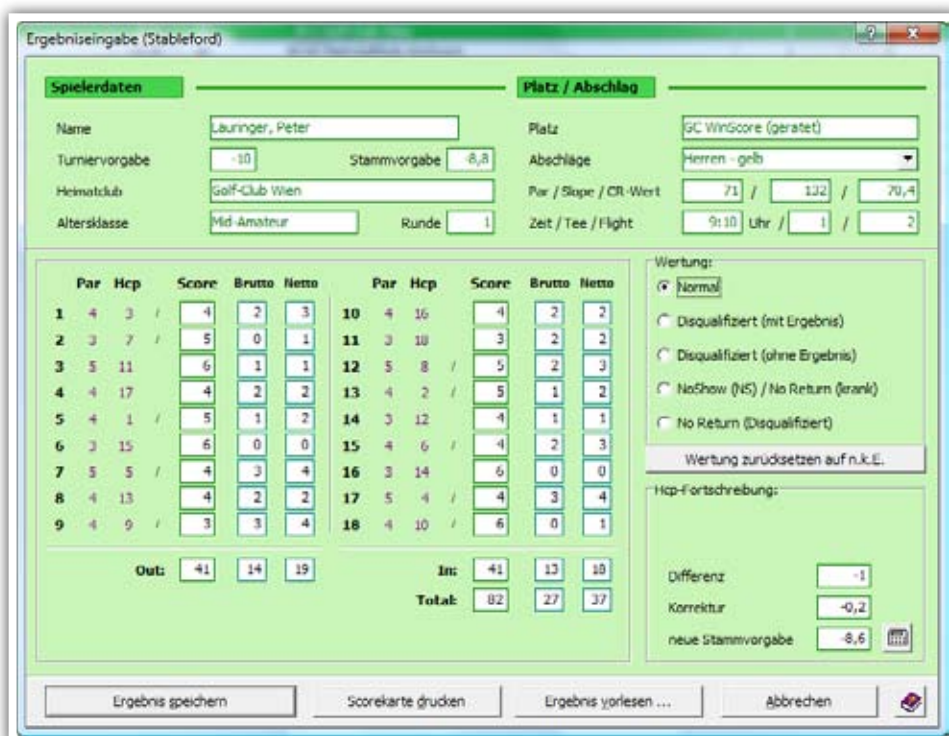 Ergebniseingabe (Stableford)
Spielerdaten
Name Lauringer, Peter
Turniervorgabe -10 Stammvorgabe -8,8
Heimatclub Golf-Club Wien
Altersklasse Mid-Amateur Runde 1
Platz / Abschlag
Platz GC WinScore (geratet)
Abschläge Herren - gelb
Par / Slope / CR-Wert 71 / 132 / 70,4
Zeit / Tee / Flight 9:10 Uhr / 1 / 2
Par Hcp Score Brutto Netto
1 4 3 / 4 2 3
2 3 7 / 5 0 1
3 5 11 6 1 1
4 4 17 4 2 2
5 4 1 / 5 1 2
6 3 15 6 0 0
7 5 5 / 4 3 4
8 4 13 4 2 2
9 4 9 / 3 3 4
Out: 41 14 19
Par Hcp Score Brutto Netto
10 4 16 4 2 2
11 3 18 3 2 2
12 5 8 / 5 2 3
13 4 2 / 5 1 2
14 3 12 4 1 1
15 4 6 / 4 2 3
16 3 14 6 0 0
17 5 4 / 4 3 4
18 4 10 / 6 0 1
In: 41 13 18
Total: 82 27 37
Wertung:
Normal
Disqualifiziert (mit Ergebnis)
Disqualifiziert (ohne Ergebnis)
NoShow (NS) / No Return (krank)
No Return (Disqualifiziert)
Wertung zurücksetzen auf n.k.E.
Hcp-Fortschreibung:
Differenz -1
Korrektur -0,2
neue Stammvorgabe -8,6
Ergebnis speichern
Scorekarte drucken
Ergebnis vorlesen ...
Abbrechen